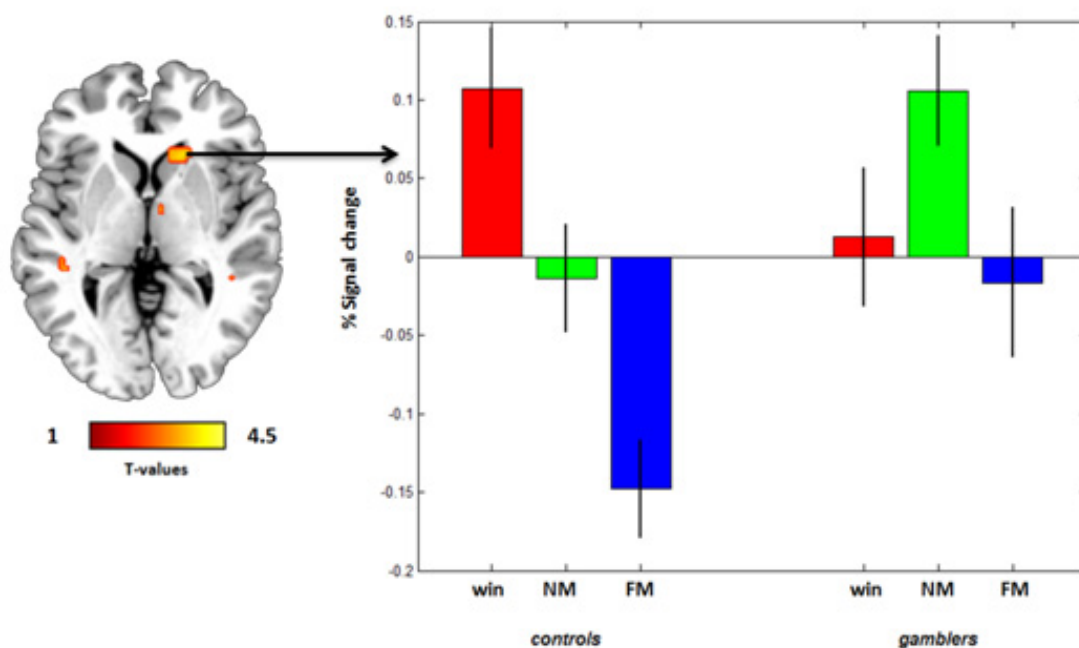 0.15
0.1
0.05
0
-0.05
-0.1
-0.15
-0.2
% Signal change
1
4.5
T-values
win NM FM win NM FM
controls gamblers